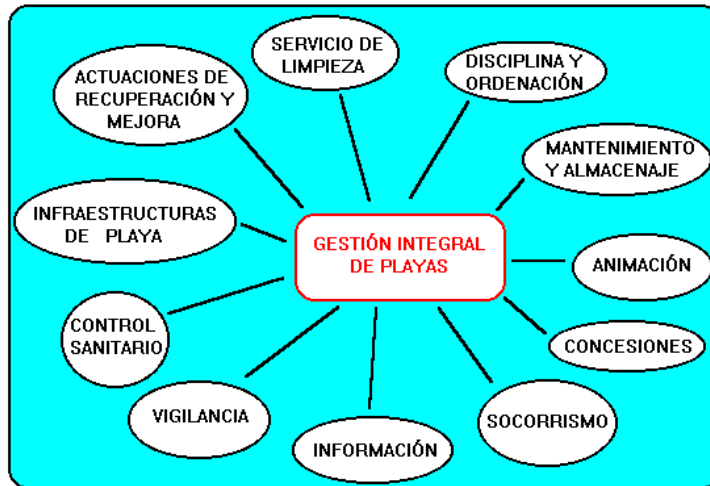 SERVICIO DE
LIMPIEZA
DISCIPLINA Y
ORDENACIÓN
ACTUACIONES DE
RECUPERACIÓN Y
MEJORA
MANTENIMIENTO
Y ALMACENAJE
INFRAESTRUCTURAS
DE PLAYA
GESTIÓN INTEGRAL
DE PLAYAS
ANIMACIÓN
CONTROL
SANITARIO
CONCESIONES
VIGILANCIA
SOCORRISMO
INFORMACIÓN